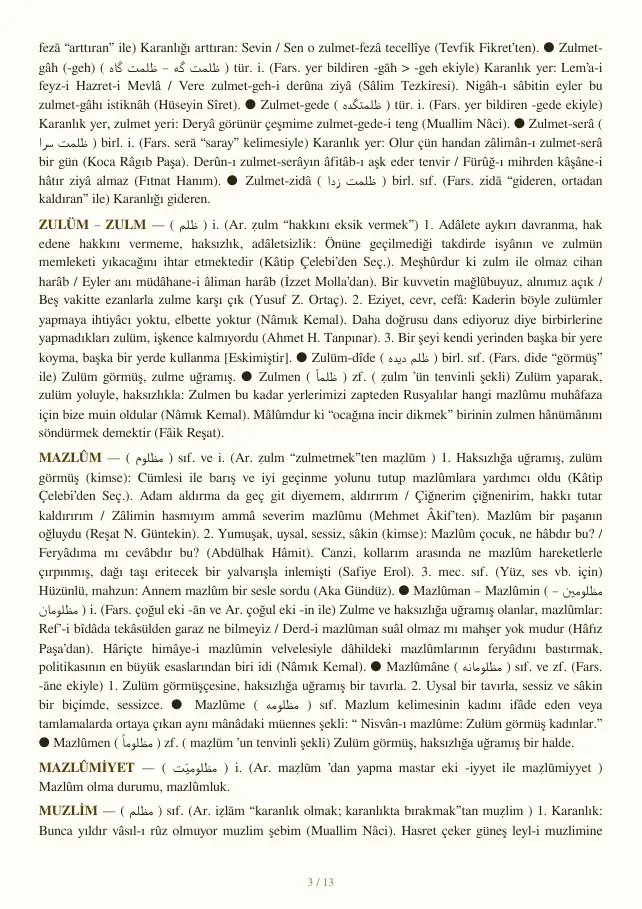 fezâ “arttıran” ile) Karanlığı arttıran: Sevin / Sen o zulmet-fezâ tecellîye (Tevfik Fikret’ten). ● Zulmet-
gâh (-geh) ( ظلمت گه – ظلمت گاه ) tür. i. (Fars. yer bildiren -gāh > -geh ekiyle) Karanlık yer: Lem’a-i
feyz-i Hazret-i Mevlâ / Vere zulmet-geh-i derûna ziyâ (Sâlim Tezkiresi). Nigâh-ı sâbitin eyler bu
zulmet-gâhı istiknâh (Hüseyin Sîret). ● Zulmet-gede ( ظلمتگده ) tür. i. (Fars. yer bildiren -gede ekiyle)
Karanlık yer, zulmet yeri: Deryâ görünür çeşmime zulmet-gede-i teng (Muallim Nâci). ● Zulmet-serâ (
ظلمت سرا ) birl. i. (Fars. serā “saray” kelimesiyle) Karanlık yer: Olur çün handan zâlimân-ı zulmet-serâ
bir gün (Koca Râgıb Paşa). Derûn-ı zulmet-serâyın âfitâb-ı aşk eder tenvir / Fürûğ-ı mihrden kâşâne-i
hâtır ziyâ almaz (Fıtnat Hanım). ● Zulmet-zidâ ( ظلمت زدا ) birl. sıf. (Fars. zidā “gideren, ortadan
kaldıran” ile) Karanlığı gideren.
ZULÜM – ZULM — ( ظلم ) i. (Ar. ẓulm “hakkını eksik vermek”) 1. Adâlete aykırı davranma, hak
edene hakkını vermeme, haksızlık, adâletsizlik: Önüne geçilmediği takdirde isyânın ve zulmün
memleketi yıkacağını ihtar etmektedir (Kâtip Çelebi’den Seç.). Meşhûrdur ki zulm ile olmaz cihan
harâb / Eyler anı müdâhane-i âliman harâb (İzzet Molla’dan). Bir kuvvetin mağlûbuyuz, alnımız açık /
Beş vakitte ezanlarla zulme karşı çık (Yusuf Z. Ortaç). 2. Eziyet, cevr, cefâ: Kaderin böyle zulümler
yapmaya ihtiyâcı yoktu, elbette yoktur (Nâmık Kemal). Daha doğrusu dans ediyoruz diye birbirlerine
yapmadıkları zulüm, işkence kalmıyordu (Ahmet H. Tanpınar). 3. Bir şeyi kendi yerinden başka bir yere
koyma, başka bir yerde kullanma [Eskimiştir]. ● Zulüm-dîde ( ظلم ديده ) birl. sıf. (Fars. dіde “görmüş”
ile) Zulüm görmüş, zulme uğramış. ● Zulmen ( ظلماً ) zf. ( ẓulm ’ün tenvinli şekli) Zulüm yaparak,
zulüm yoluyle, haksızlıkla: Zulmen bu kadar yerlerimizi zapteden Rusyalılar hangi mazlûmu muhâfaza
için bize muin oldular (Nâmık Kemal). Mâlûmdur ki “ocağına incir dikmek” birinin zulmen hânümânını
söndürmek demektir (Fâik Reşat).
MAZLÛM — ( مظلوم ) sıf. ve i. (Ar. ẓulm “zulmetmek”ten maẓlūm ) 1. Haksızlığa uğramış, zulüm
görmüş (kimse): Cümlesi ile barış ve iyi geçinme yolunu tutup mazlûmlara yardımcı oldu (Kâtip
Çelebi’den Seç.). Adam aldırma da geç git diyemem, aldırırım / Çiğnerim çiğnenirim, hakkı tutar
kaldırırım / Zâlimin hasmıyım ammâ severim mazlûmu (Mehmet Âkif’ten). Mazlûm bir paşanın
oğluydu (Reşat N. Güntekin). 2. Yumuşak, uysal, sessiz, sâkin (kimse): Mazlûm çocuk, ne hâbdır bu? /
Feryâdıma mı cevâbdır bu? (Abdülhak Hâmit). Canzi, kollarım arasında ne mazlûm hareketlerle
çırpınmış, dağı taşı eritecek bir yalvarışla inlemişti (Safiye Erol). 3. mec. sıf. (Yüz, ses vb. için)
Hüzünlü, mahzun: Annem mazlûm bir sesle sordu (Aka Gündüz). ● Mazlûman – Mazlûmin ( مظلومين –
مظلومان ) i. (Fars. çoğul eki -ān ve Ar. çoğul eki -іn ile) Zulme ve haksızlığa uğramış olanlar, mazlûmlar:
Ref’-i bîdâda tekâsülden garaz ne bilmeyiz / Derd-i mazlûman suâl olmaz mı mahşer yok mudur (Hâfız
Paşa’dan). Hâriçte himâye-i mazlûmin velvelesiyle dâhildeki mazlûmlarının feryâdını bastırmak,
politikasının en büyük esaslarından biri idi (Nâmık Kemal). ● Mazlûmâne ( مظلومانه ) sıf. ve zf. (Fars.
-āne ekiyle) 1. Zulüm görmüşçesine, haksızlığa uğramış bir tavırla. 2. Uysal bir tavırla, sessiz ve sâkin
bir biçimde, sessizce. ● Mazlûme ( مظلومه ) sıf. Mazlum kelimesinin kadını ifâde eden veya
tamlamalarda ortaya çıkan aynı mânâdaki müennes şekli: “ Nisvân-ı mazlûme: Zulüm görmüş kadınlar.”
● Mazlûmen ( مظلوماً ) zf. ( maẓlūm ’un tenvinli şekli) Zulüm görmüş, haksızlığa uğramış bir halde.
MAZLÛMİYET — ( مظلوميّت ) i. (Ar. maẓlūm ’dan yapma mastar eki -iyyet ile maẓlūmiyyet )
Mazlûm olma durumu, mazlûmluk.
MUZLİM — ( مظلم ) sıf. (Ar. iẓlām “karanlık olmak; karanlıkta bırakmak”tan muẓlim ) 1. Karanlık:
Bunca yıldır vâsıl-ı rûz olmuyor muzlim şebim (Muallim Nâci). Hasret çeker güneş leyl-i muzlimine
3 / 13